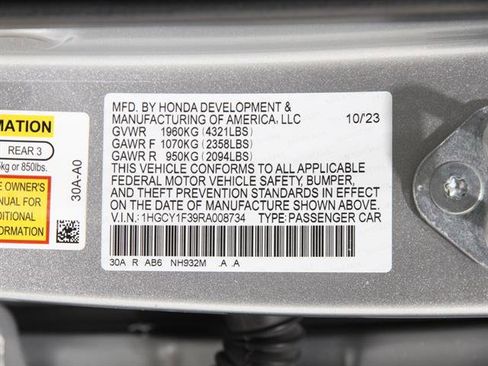 MATION
REAR 3
kg or 850lbs.
E OWNER'S
NUAL FOR
DITIONAL
FORMATION
30A-A0
MFD. BY HONDA DEVELOPMENT &
MANUFACTURING OF AMERICA, LLC 10/23
GVWR 1960KG (4321LBS)
GAWR F 1070KG (2358LBS)
GAWR R 950KG (2094LBS)
THIS VEHICLE CONFORMS TO ALL APPLICABLE
FEDERAL MOTOR VEHICLE SAFETY, BUMPER,
AND THEFT PREVENTION STANDARDS IN EFFECT
ON THE DATE OF MANUFACTURE SHOWN ABOVE.
V.I.N.: 1HGCY1F39RA008734 TYPE: PASSENGER CAR
30A R AB6 NH932M .A .A